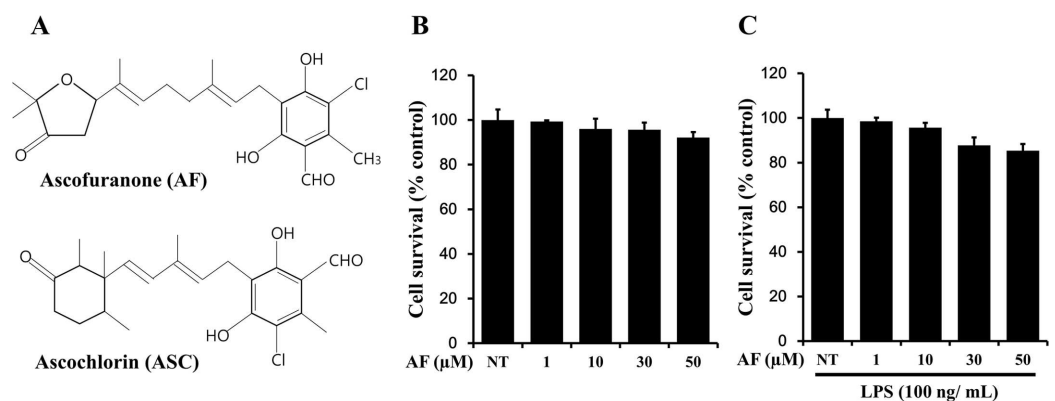 A
O
OH
Cl
O
HO
CH3
CHO
Ascofuranone (AF)
O
OH
CHO
HO
Cl
Ascochlorin (ASC)
B
Cell survival (% control)
120
100
80
60
40
20
0
AF (μM) NT 1 10 30 50
C
Cell survival (% control)
120
100
80
60
40
20
0
AF (μM) NT 1 10 30 50
LPS (100 ng/ mL)